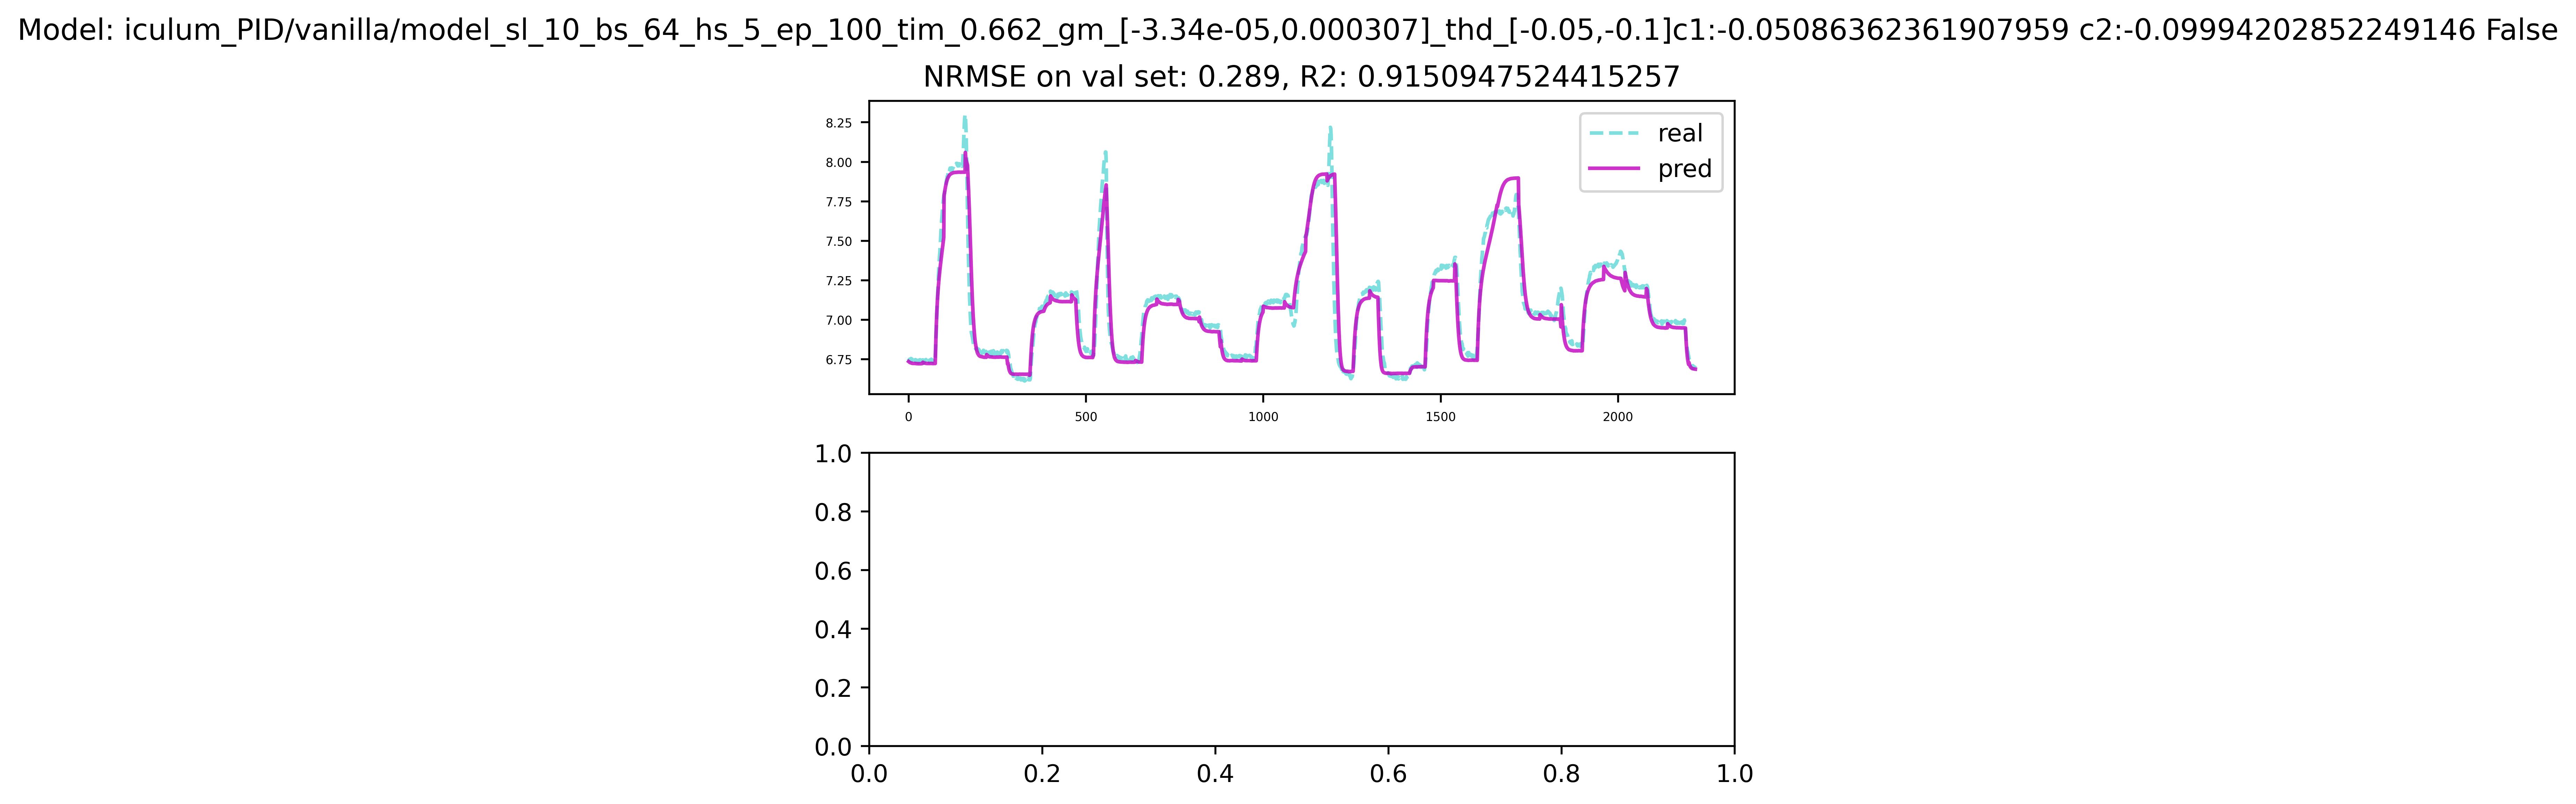 Model: iculum_PID/vanilla/model_sl_10_bs_64_hs_5_ep_100_tim_0.662_gm_[-3.34e-05,0.000307]_thd_[-0.05,-0.1]c1:-0.05086362361907959 c2:-0.09994202852249146 False
NRMSE on val set: 0.289, R2: 0.9150947524415257
real
pred
8.25
8.00
7.75
7.50
7.25
7.00
6.75
0 500 1000 1500 2000
1.0
0.8
0.6
0.4
0.2
0.0
0.0 0.2 0.4 0.6 0.8 1.0